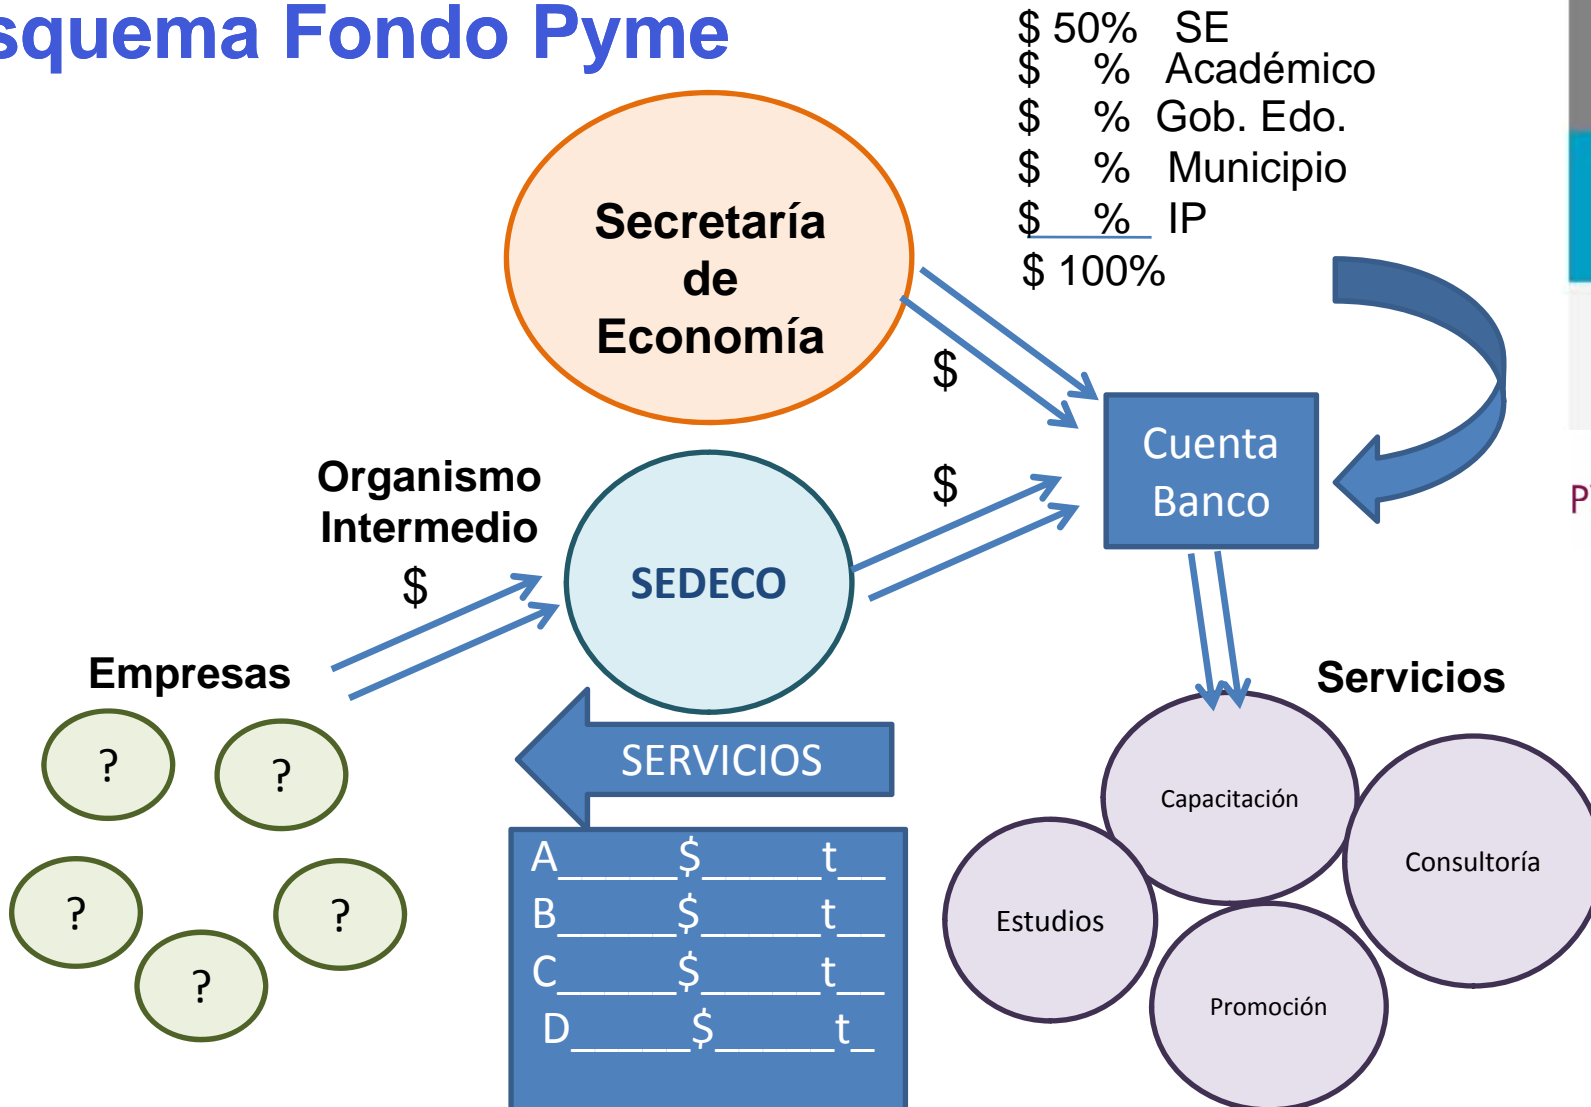 squema Fondo Pyme
$ 50% SE
$ % Académico
$ % Gob. Edo.
$ % Municipio
$ % IP
$ 100%
Secretaría
de
Economía
$
Cuenta
Banco
Organismo
Intermedio
$
$
SEDECO
Empresas
?
?
?
?
?
SERVICIOS
A_____$_____t__
B_____$_____t__
C_____$_____t__
D_____$_____t_
Servicios
Capacitación
Consultoría
Estudios
Promoción